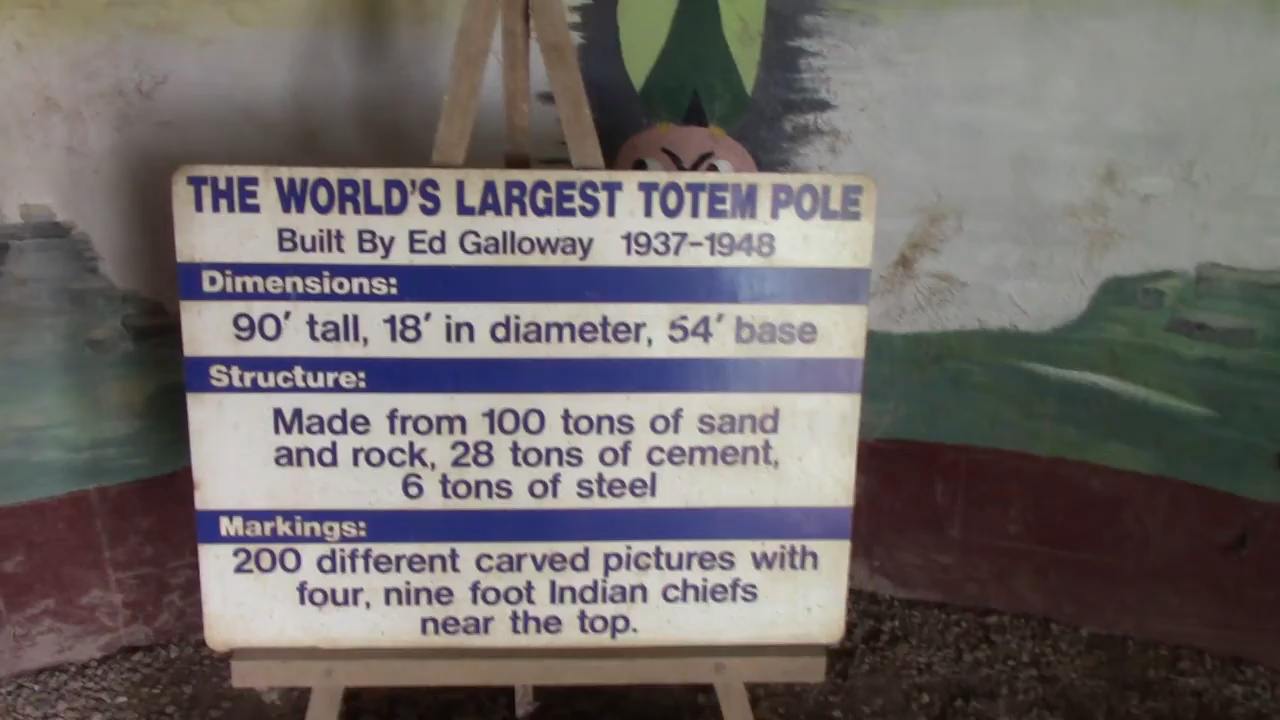 THE WORLD'S LARGEST TOTEM POLE
Built By Ed Galloway 1937-1948
Dimensions:
90' tall, 18' in diameter, 54' base
Structure:
Made from 100 tons of sand
and rock, 28 tons of cement,
6 tons of steel
Markings:
200 different carved pictures with
four, nine foot Indian chiefs
near the top.